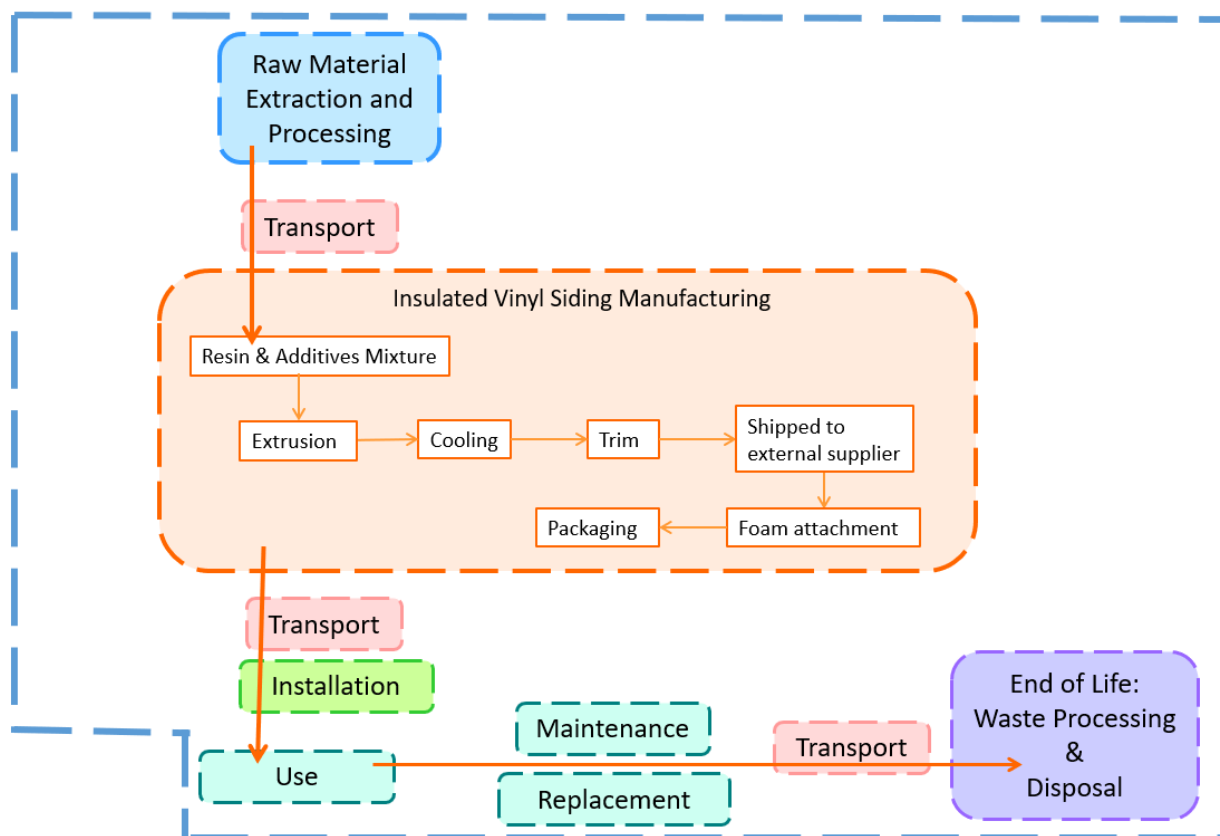 Raw Material
Extraction and
Processing
Transport
Insulated Vinyl Siding Manufacturing
Resin & Additives Mixture
Extrusion
Cooling
Trim
Shipped to
external supplier
Packaging
Foam attachment
Transport
Installation
Use
Maintenance
Replacement
Transport
End of Life:
Waste Processing
&
Disposal